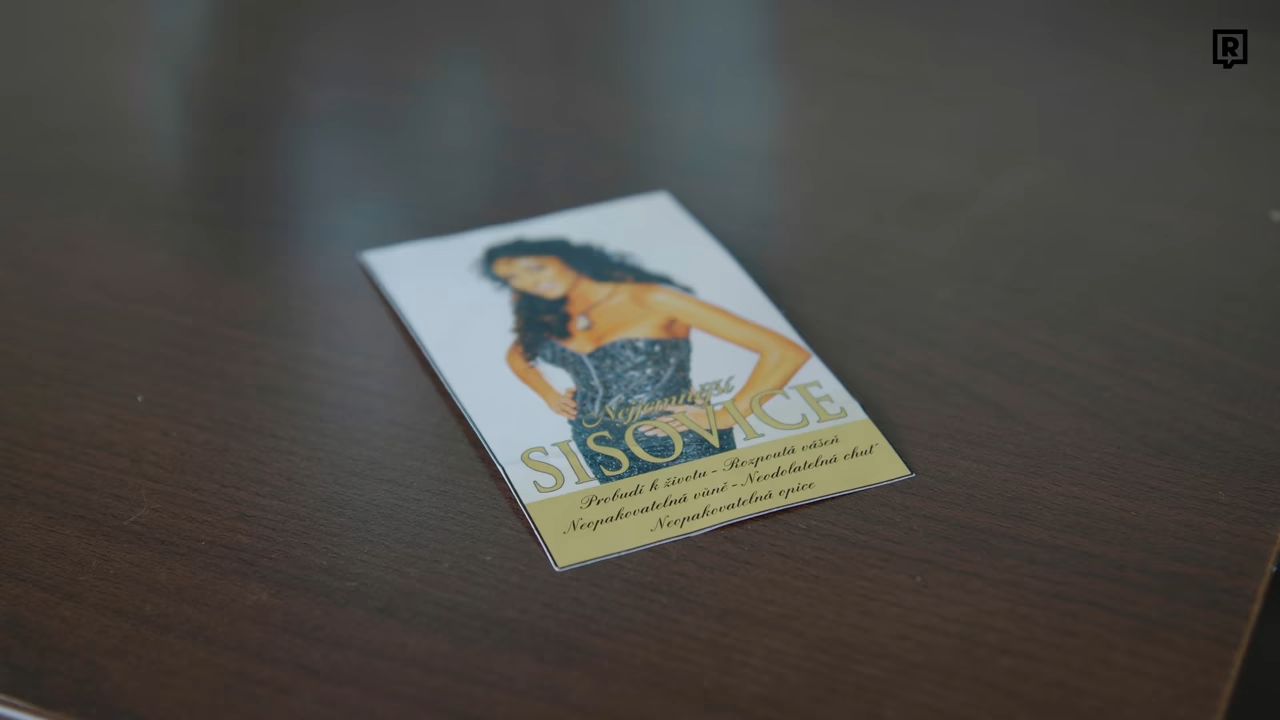 R
Nejjemnější
SISOVICE
Probudí k životu - Rozpoutá vášeň
Neopakovatelná vůně - Neodolatelná chuť
Neopakovatelná opice